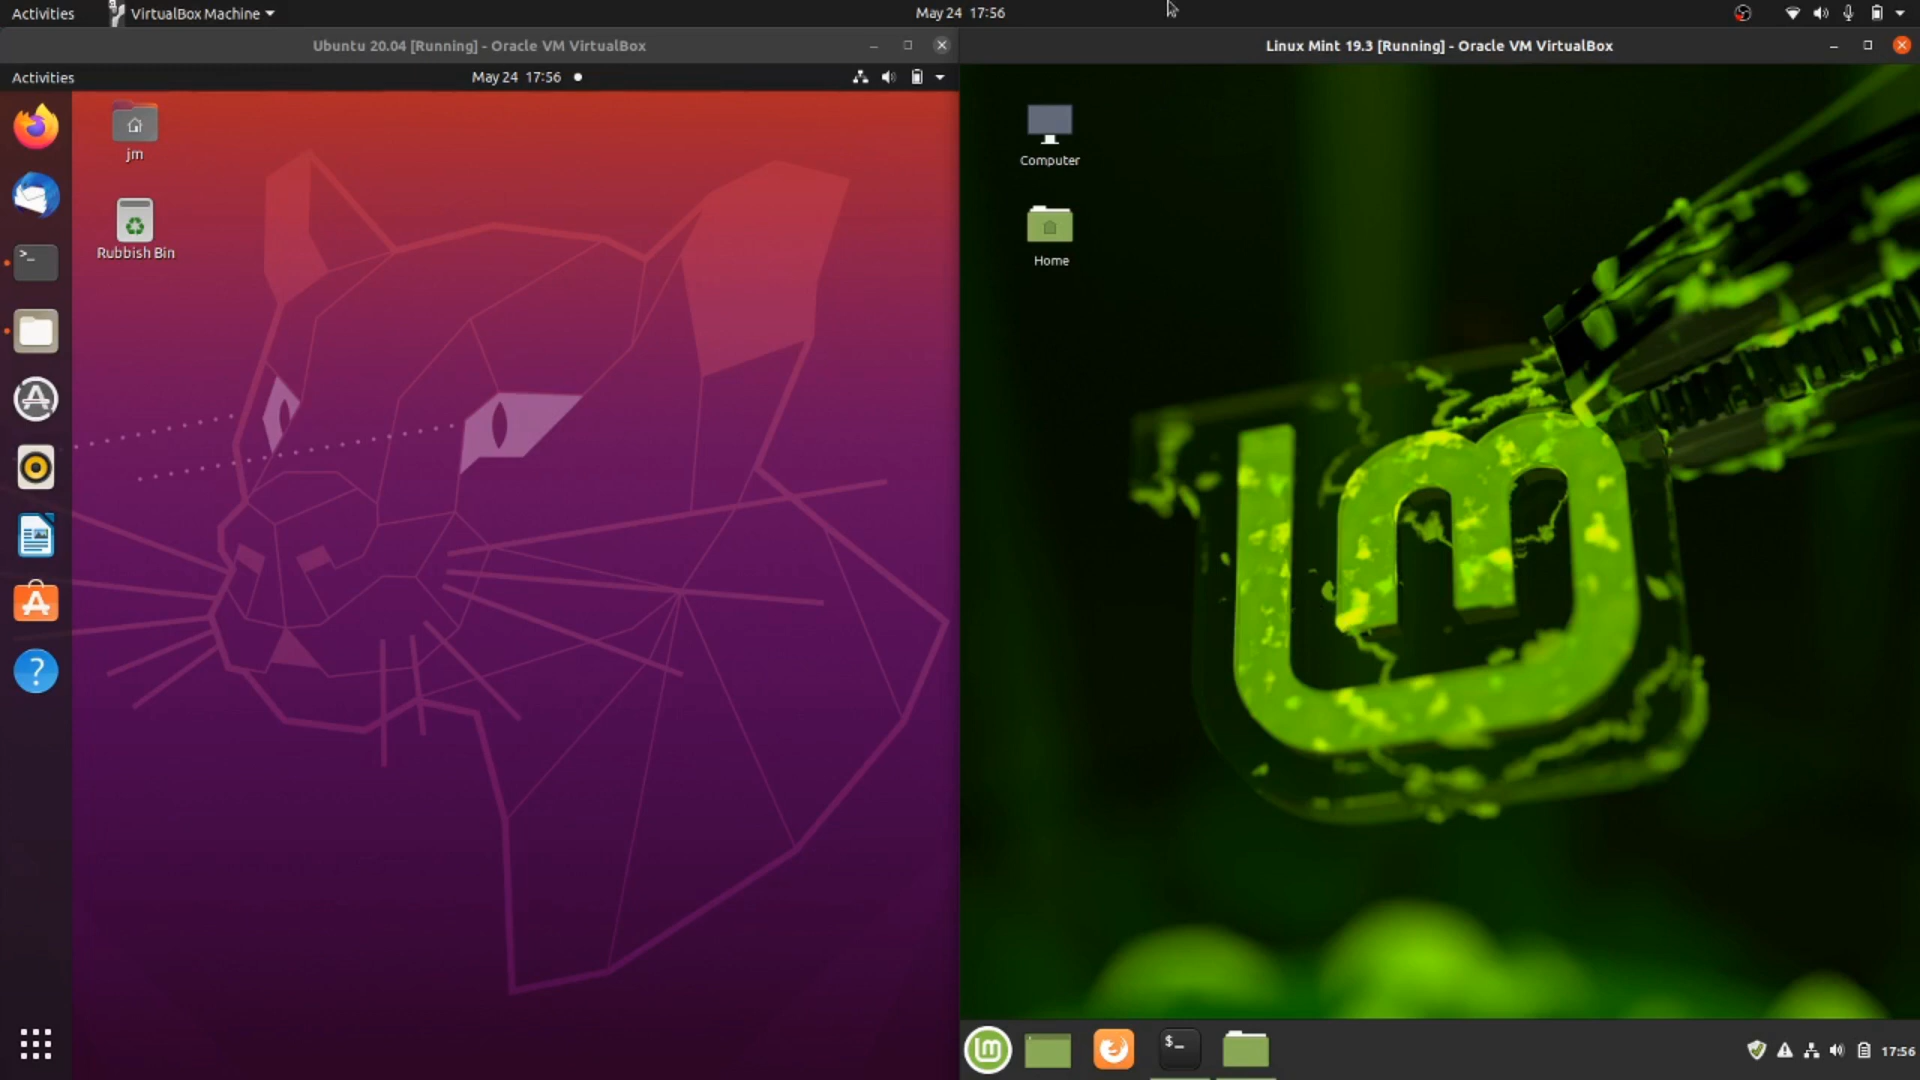 Activities VirtualBox Machine May 24 17:56
Ubuntu 20.04 [Running] - Oracle VM VirtualBox
Linux Mint 19.3 [Running] - Oracle VM VirtualBox
Activities May 24 17:56
jm
Rubbish Bin
Computer
Home
>_
?
lm
$_
17:56